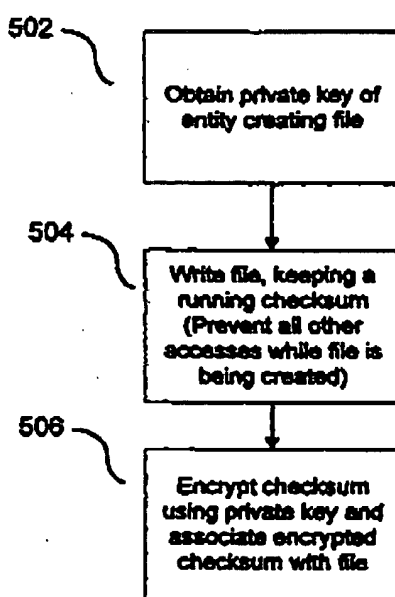 502
Obtain private key of
entity creating file
504
Write file, keeping a
running checksum
(Prevent all other
accesses while file is
being created)
506
Encrypt checksum
using private key and
associate encrypted
checksum with file